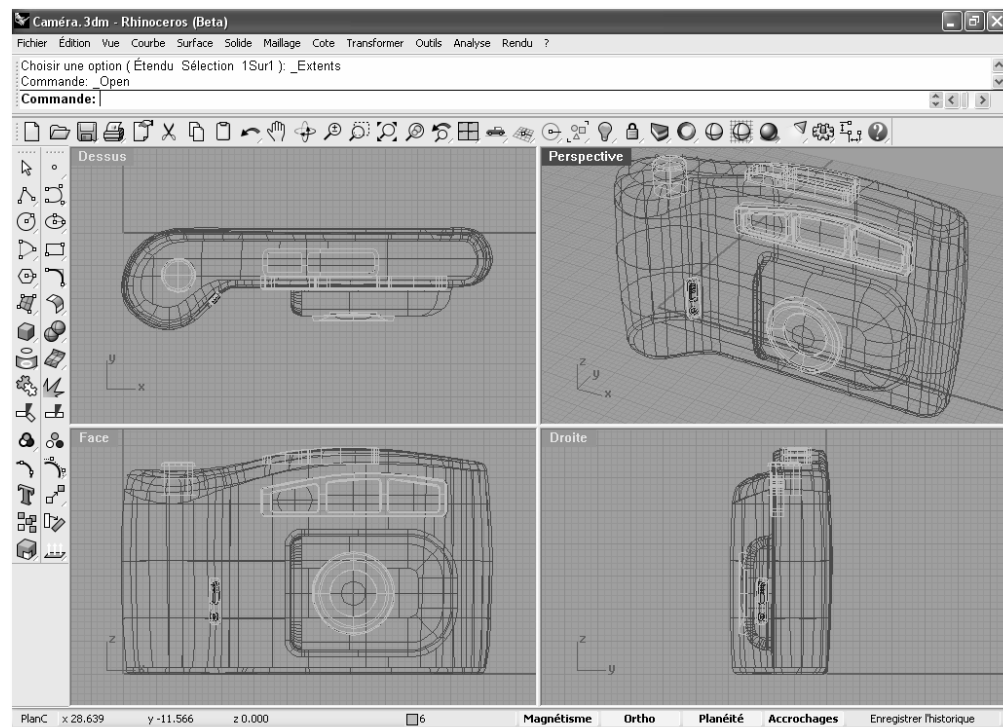 Caméra.3dm - Rhinoceros (Beta)
Fichier Édition Vue Courbe Surface Solide Maillage Cote Transformer Outils Analyse Rendu ?
Choisir une option ( Étendu Sélection 1Sur1 ): _Extents
Commande: _Open
Commande:
Dessus
Perspective
y
x
z
y
x
Face
Droite
z
x
z
y
PlanC x 28.639 y -11.566 z 0.000 6 Magnétisme Ortho Planéité Accrochages Enregistrer l'historique